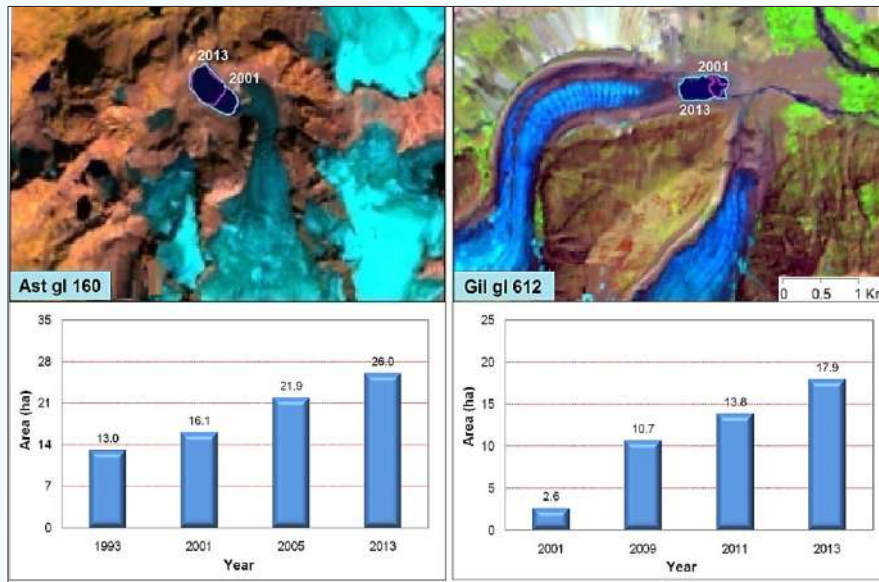 2013
2001
Ast gl 160
2001
2013
Gil gl 612
0 0.5 1 Km
35
28
21
14
7
0
Area (ha)
13.0
16.1
21.9
26.0
1993 2001 2005 2013
Year
25
20
15
10
5
0
Area (ha)
2.6
10.7
13.8
17.9
2001 2009 2011 2013
Year